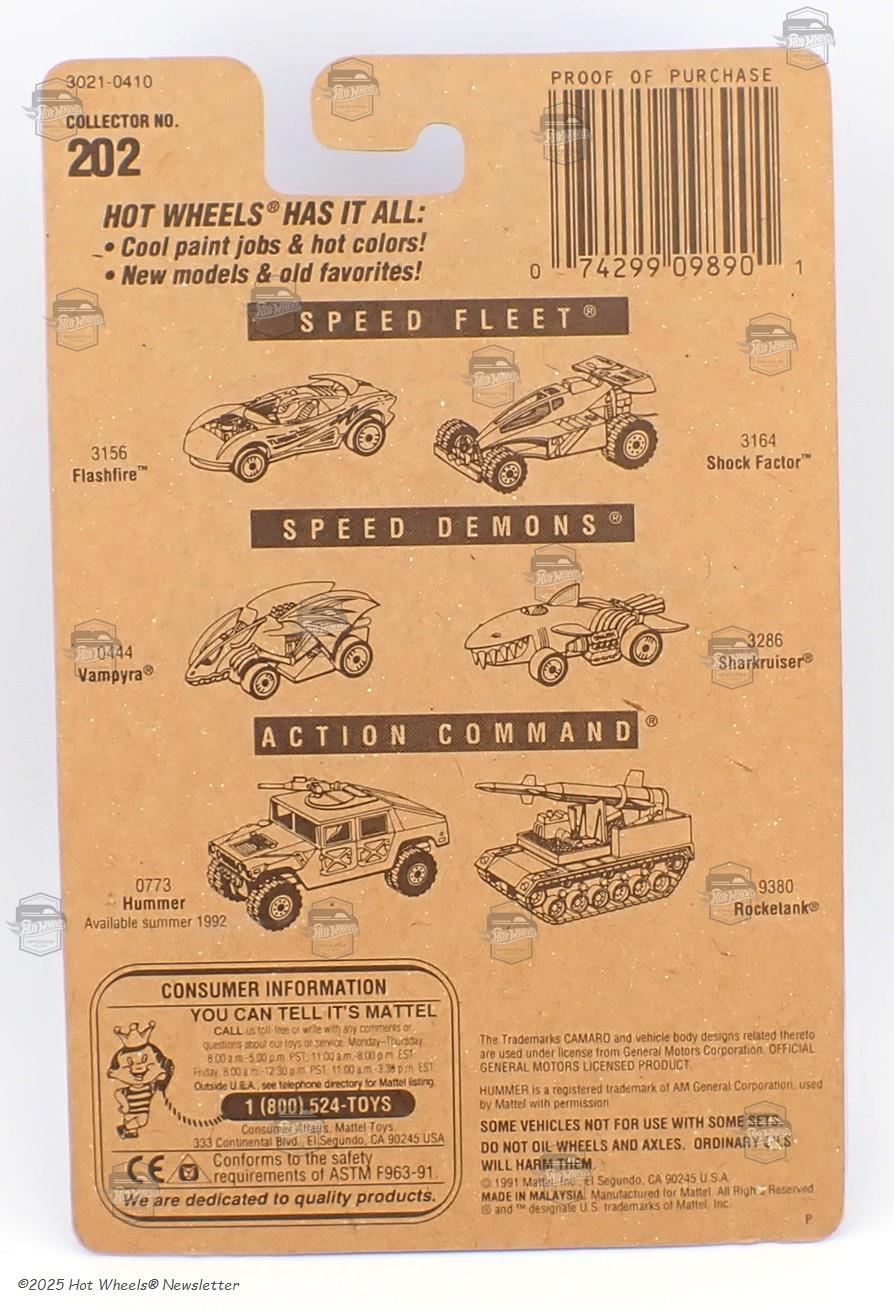 3021-0410
COLLECTOR NO.
202
PROOF OF PURCHASE
0 74299 09890 1
HOT WHEELS® HAS IT ALL:
• Cool paint jobs & hot colors!
• New models & old favorites!
SPEED FLEET®
3156
Flashfire™
3164
Shock Factor™
SPEED DEMONS®
0444
Vampyra®
3286
Sharkruiser®
ACTION COMMAND®
0773
Hummer
Available summer 1992
9380
Rocketank®
CONSUMER INFORMATION
YOU CAN TELL IT'S MATTEL
CALL us toll-free or write with any comments or
questions about our toys or service. Monday-Thursday,
8:00 a.m.-5:00 p.m. PST; 11:00 a.m.-8:00 p.m. EST
Friday, 8:00 a.m.-12:30 p.m. PST, 11:00 a.m.-3:30 p.m. EST.
Outside U.S.A., see telephone directory for Mattel listing.
1 (800) 524-TOYS
Consumer Affairs, Mattel Toys,
333 Continental Blvd., El Segundo, CA 90245 USA
CE Conforms to the safety
requirements of ASTM F963-91.
We are dedicated to quality products.
The Trademarks CAMARO and vehicle body designs related thereto
are used under license from General Motors Corporation. OFFICIAL
GENERAL MOTORS LICENSED PRODUCT.
HUMMER is a registered trademark of AM General Corporation, used
by Mattel with permission.
SOME VEHICLES NOT FOR USE WITH SOME SETS.
DO NOT OIL WHEELS AND AXLES. ORDINARY OILS
WILL HARM THEM.
© 1991 Mattel, Inc., El Segundo, CA 90245 U.S.A.
MADE IN MALAYSIA. Manufactured for Mattel. All Rights Reserved
® and ™ designate U.S. trademarks of Mattel, Inc.
P
©2025 Hot Wheels® Newsletter